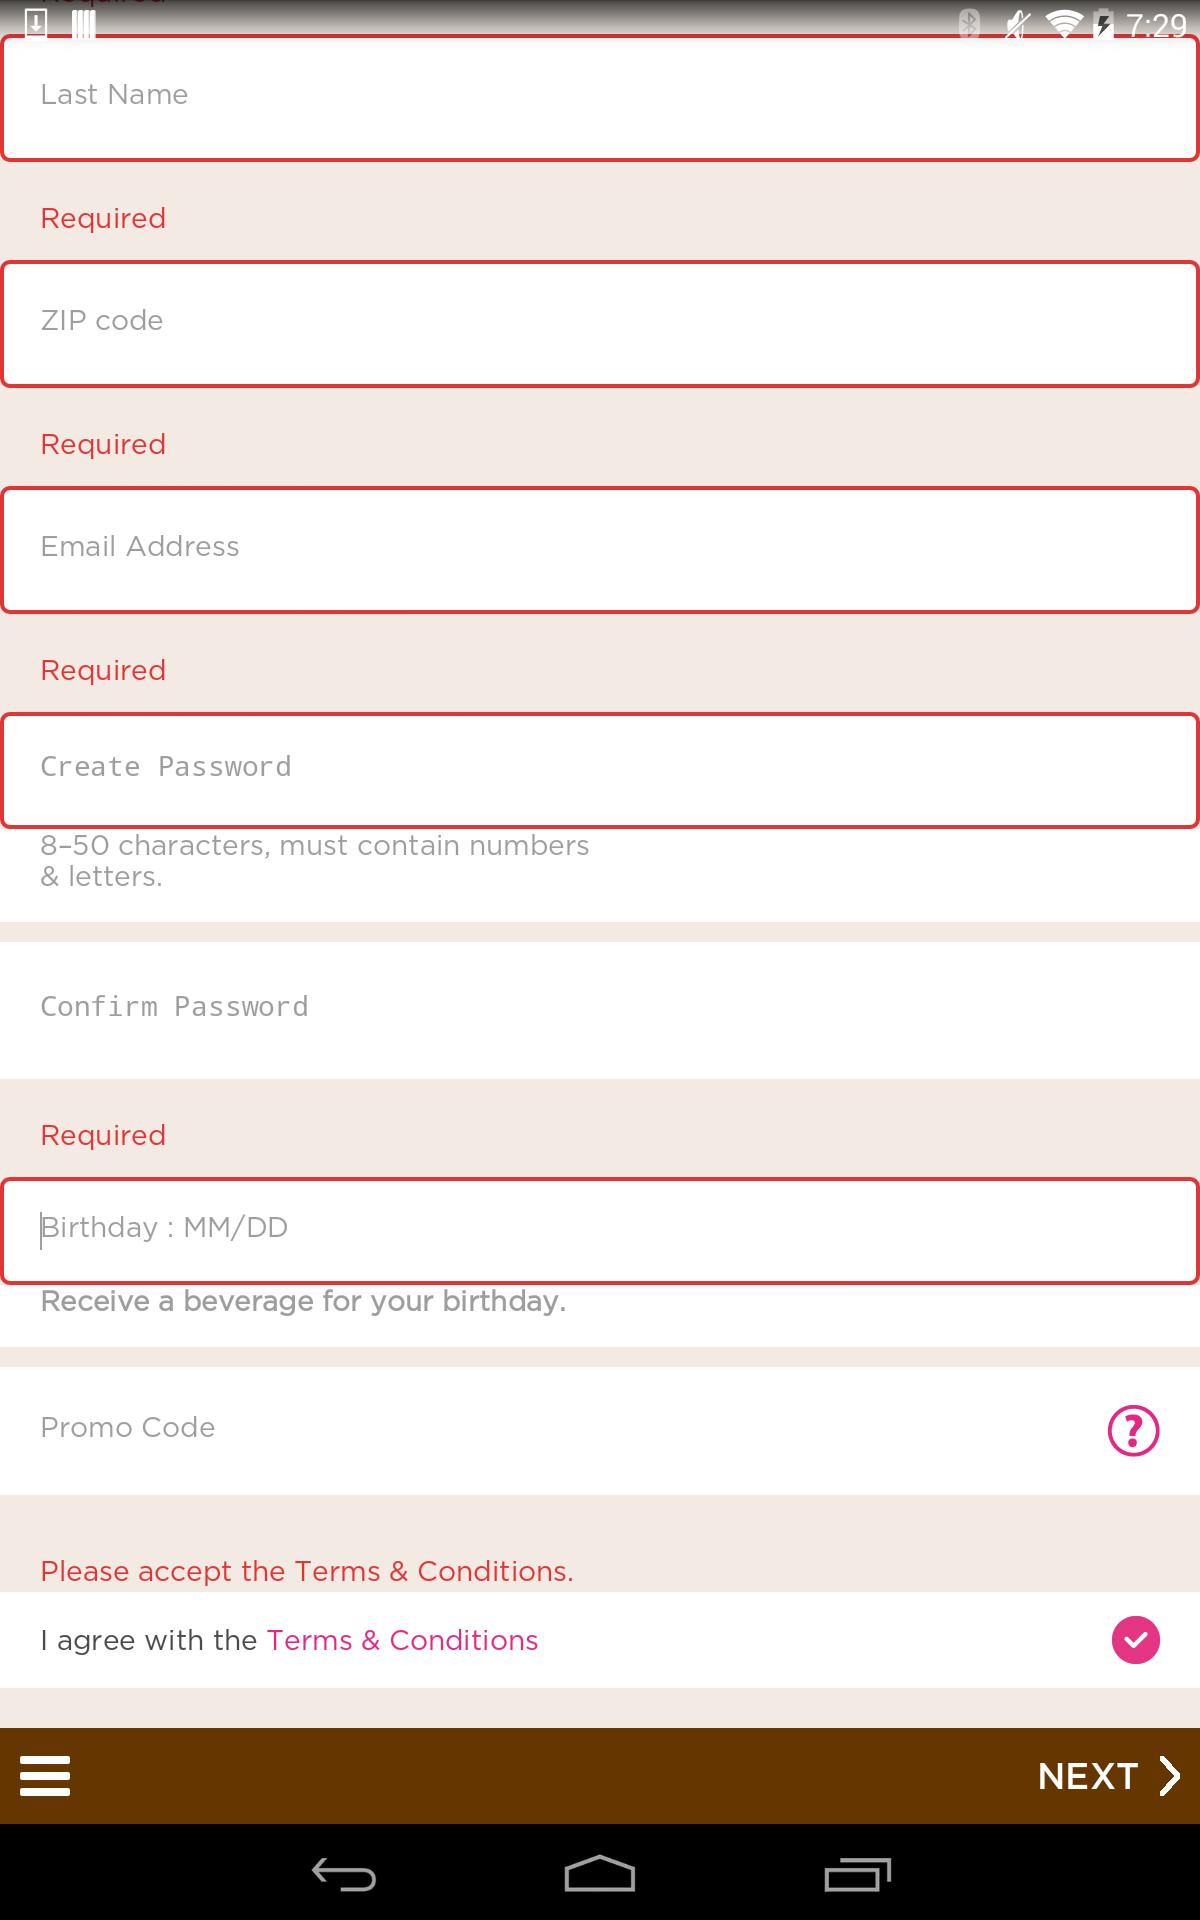 7:29
Last Name
Required
ZIP code
Required
Email Address
Required
Create Password
8–50 characters, must contain numbers
& letters.
Confirm Password
Required
Birthday : MM/DD
Receive a beverage for your birthday.
Promo Code
?
Please accept the Terms & Conditions.
I agree with the Terms & Conditions
NEXT